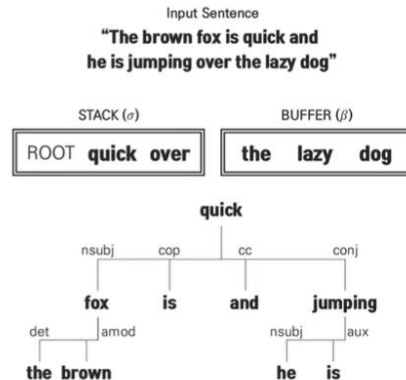 Input Sentence
"The brown fox is quick and
he is jumping over the lazy dog"
STACK (σ)
BUFFER (β)
ROOT quick over
the lazy dog
quick
nsubj cop cc conj
fox is and jumping
det amod nsubj aux
the brown he is